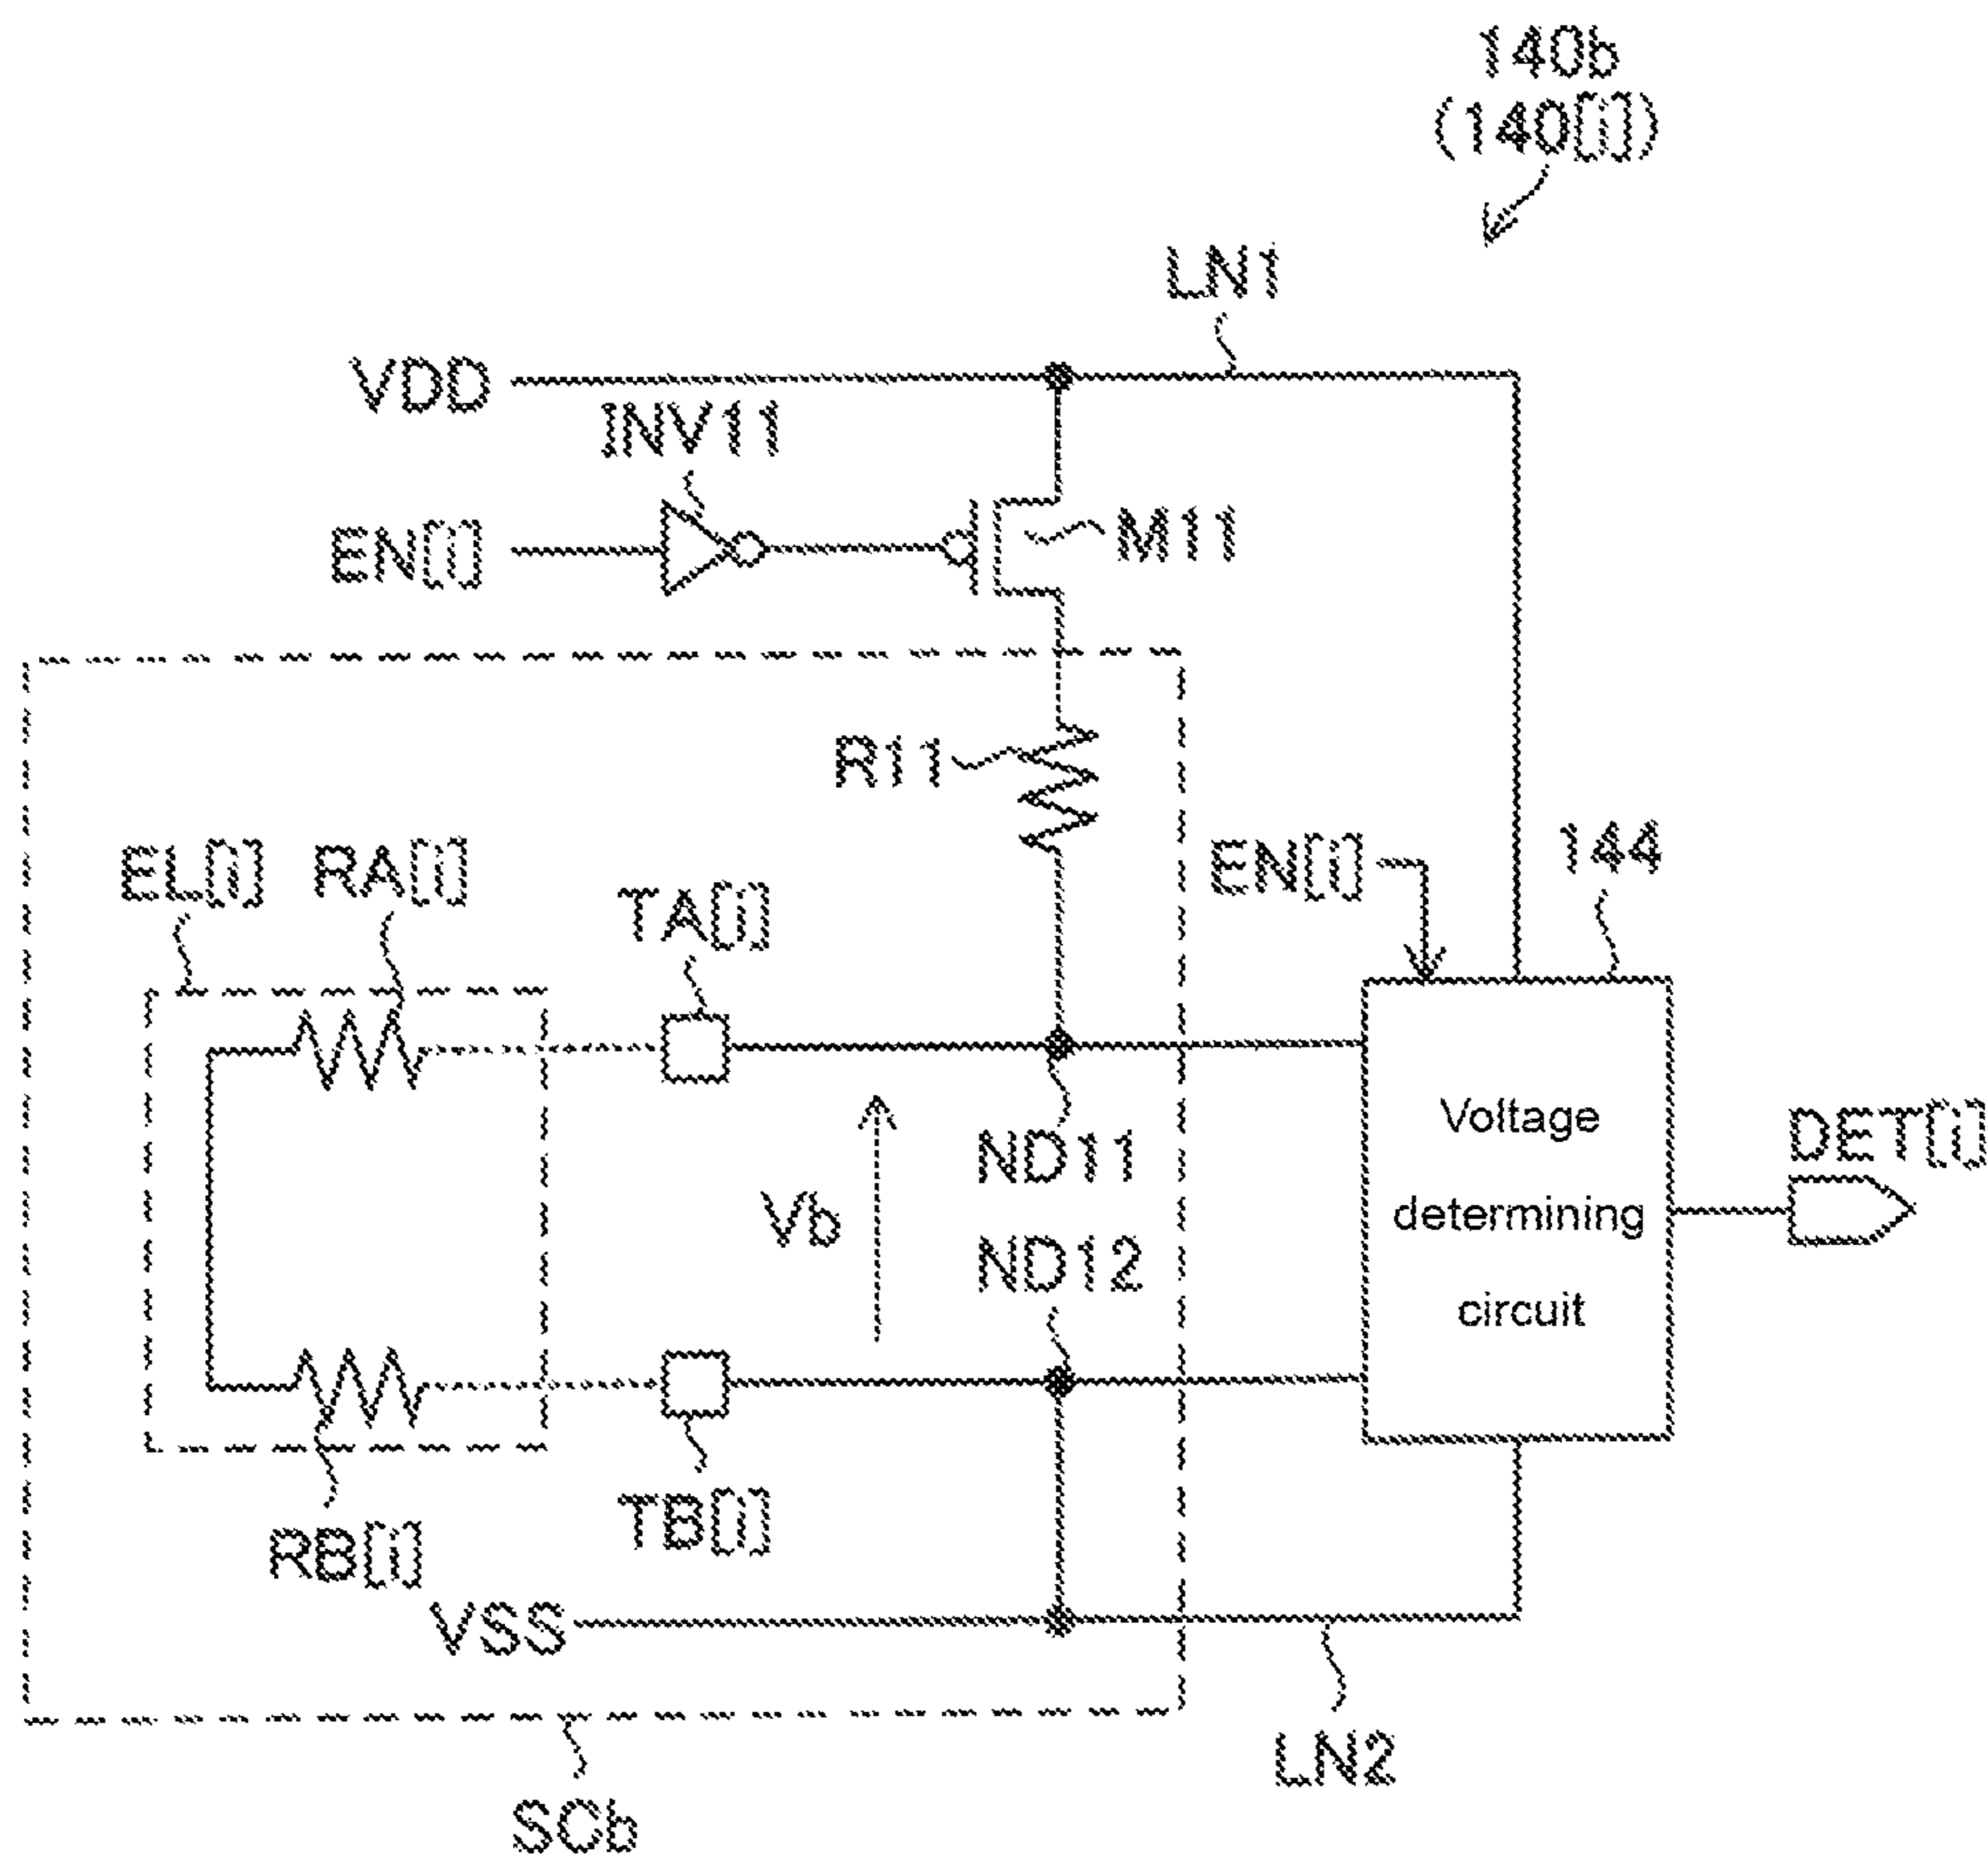 140b
(140[i])
LN1
VDD
INV11
EN[i]
M11
R11
EL[i]
RA[i]
TA[i]
EN[i]
144
Voltage
determining
circuit
DET[i]
ND11
Vb
ND12
RB[i]
TB[i]
VSS
LN2
SCb